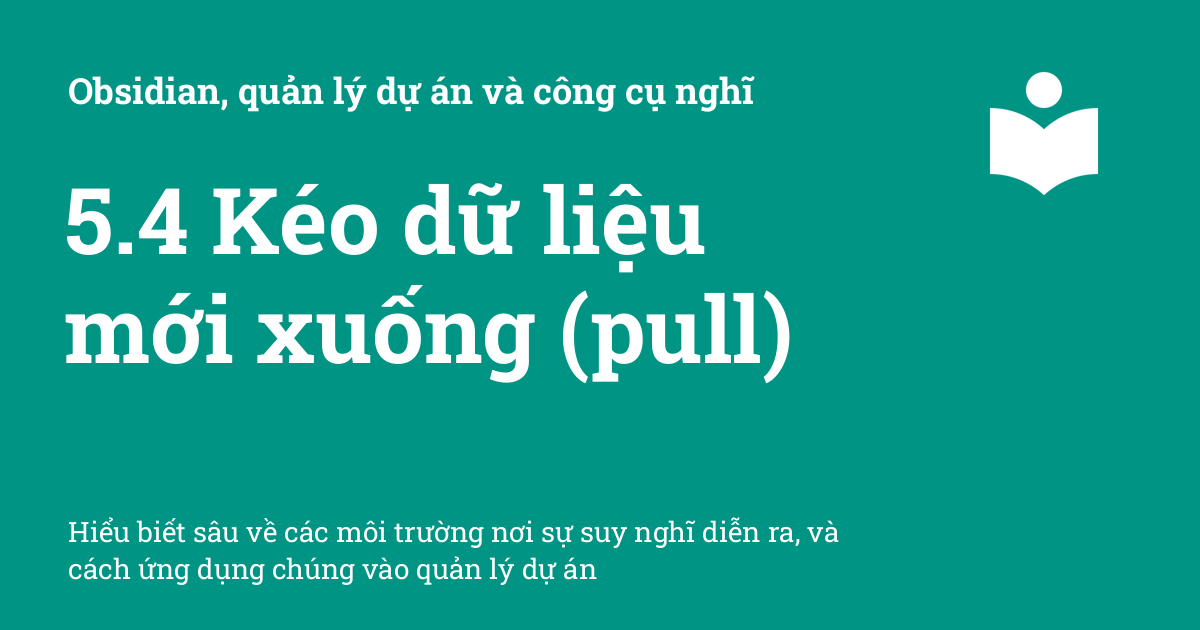 Obsidian, quản lý dự án và công cụ nghĩ
5.4 Kéo dữ liệu
mới xuống (pull)
Hiểu biết sâu về các môi trường nơi sự suy nghĩ diễn ra, và
cách ứng dụng chúng vào quản lý dự án